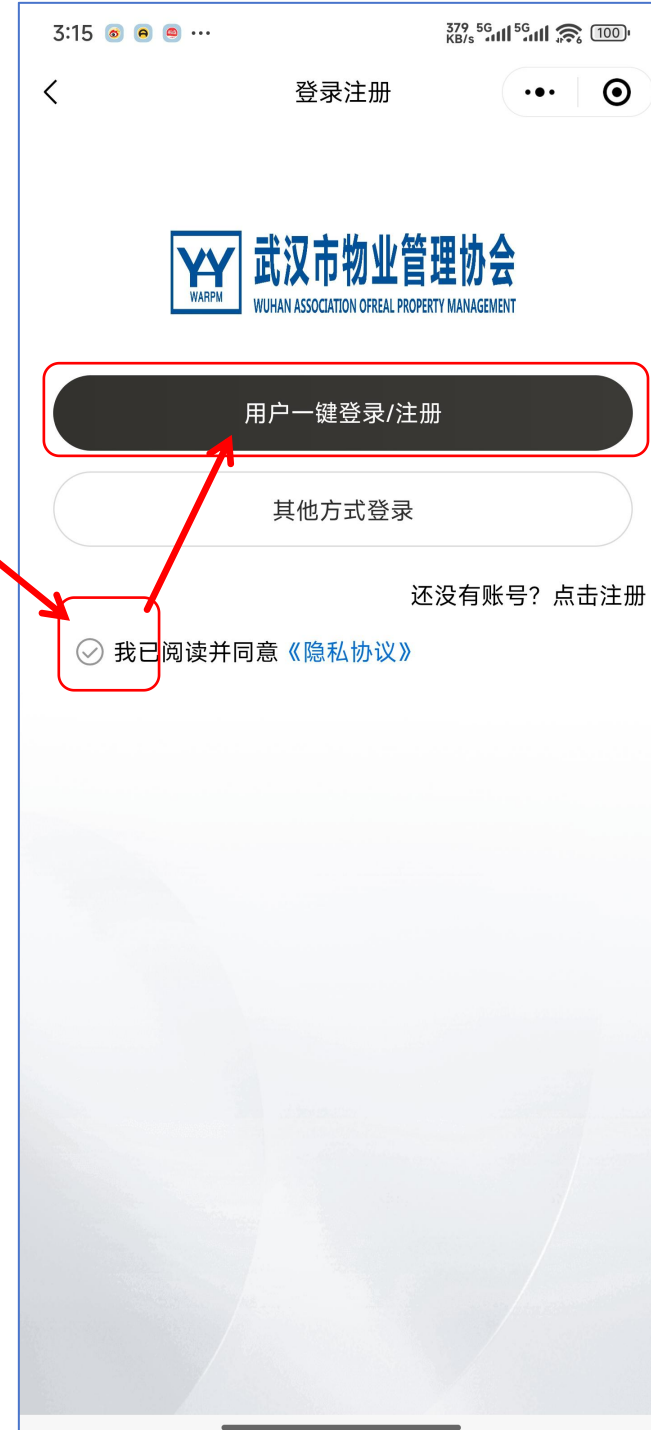 3:15 ... 379 KB/s 5G 5G 6 100
登录注册
WARPM
武汉市物业管理协会
WUHAN ASSOCIATION OFREAL PROPERTY MANAGEMENT
用户一键登录/注册
其他方式登录
还没有账号？点击注册
我已阅读并同意《隐私协议》